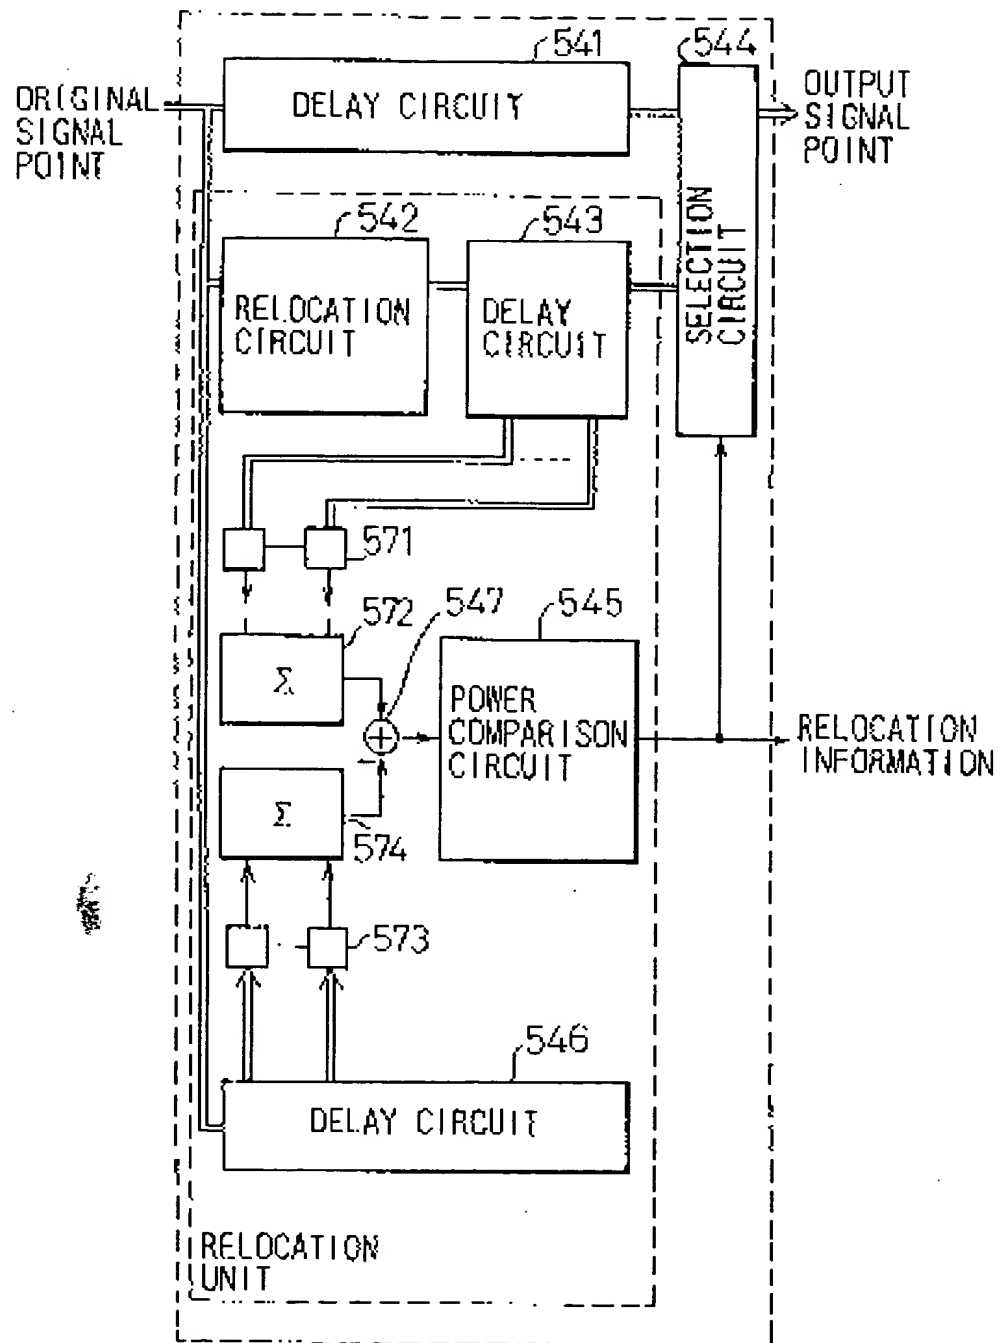 541
544
ORIGINAL
SIGNAL
POINT
DELAY CIRCUIT
OUTPUT
SIGNAL
POINT
542
543
RELOCATION
CIRCUIT
DELAY
CIRCUIT
SELECTION
CIRCUIT
571
572
547
545
Σ
POWER
COMPARISON
CIRCUIT
+
−
RELOCATION
INFORMATION
Σ
574
573
546
DELAY CIRCUIT
RELOCATION
UNIT